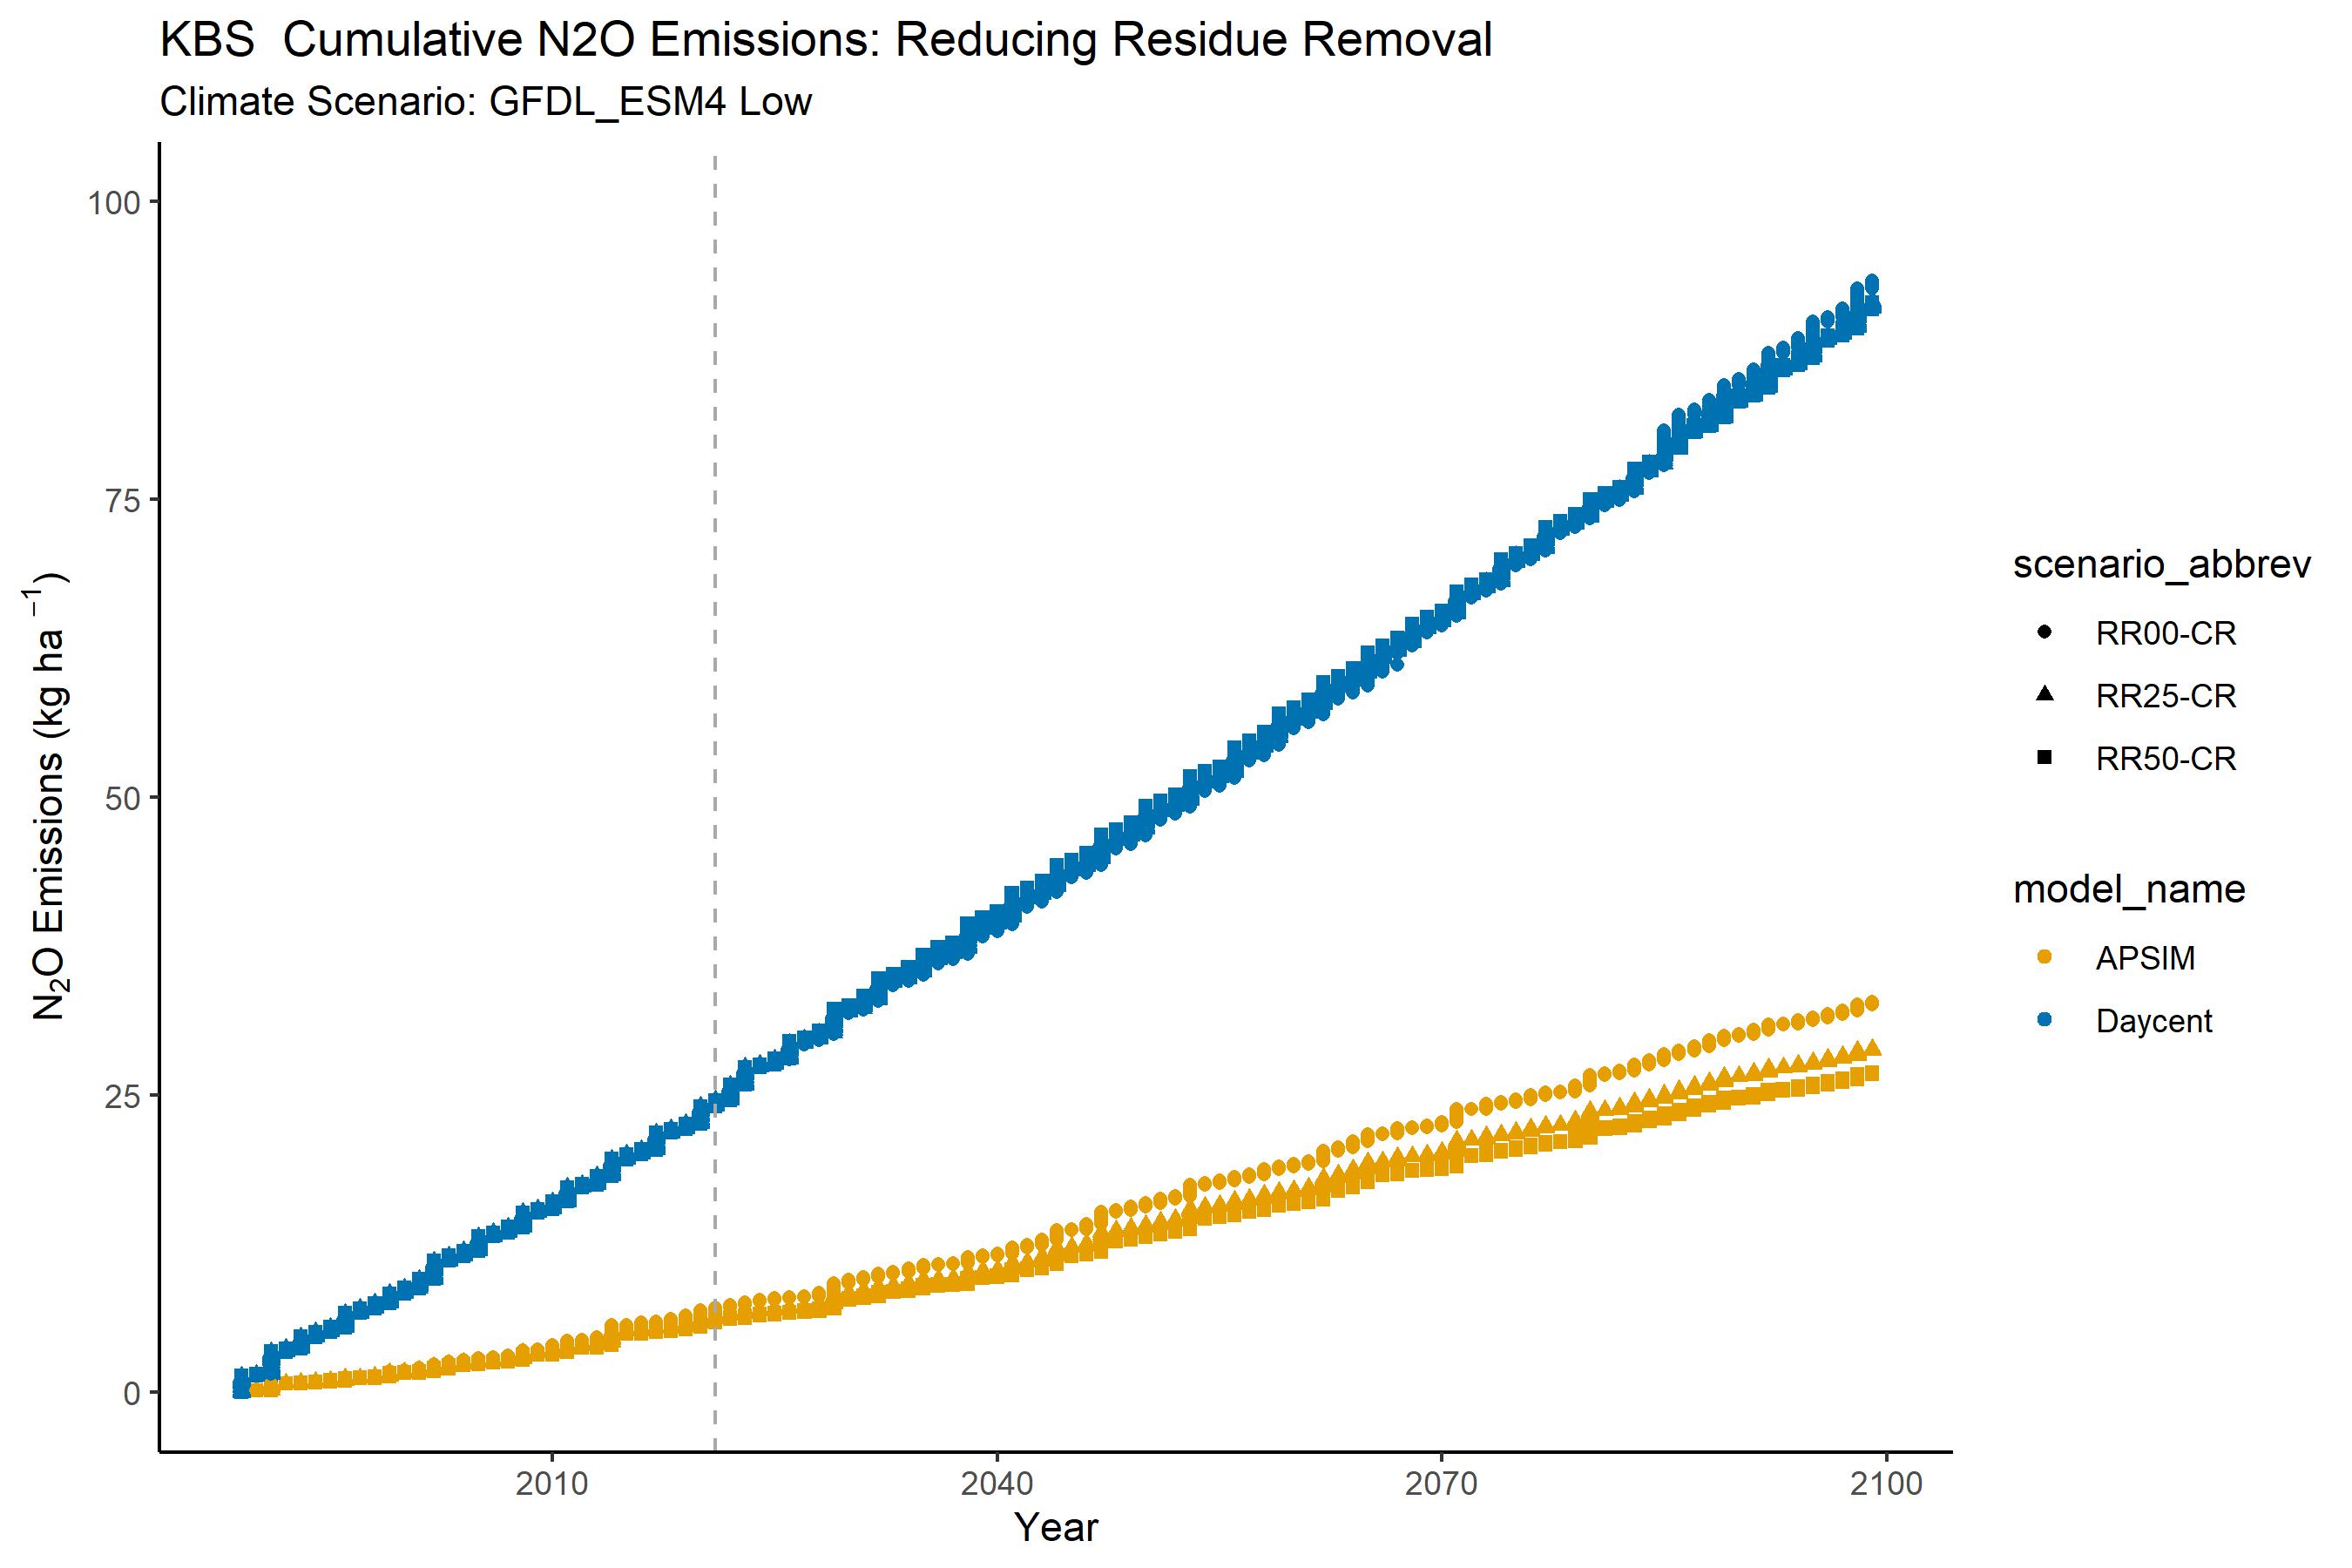 KBS  Cumulative N2O Emissions: Reducing Residue Removal
Climate Scenario: GFDL_ESM4 Low
N₂O Emissions (kg ha ⁻¹)
100
75
50
25
0
2010
2040
2070
2100
Year
scenario_abbrev
RR00-CR
RR25-CR
RR50-CR
model_name
APSIM
Daycent